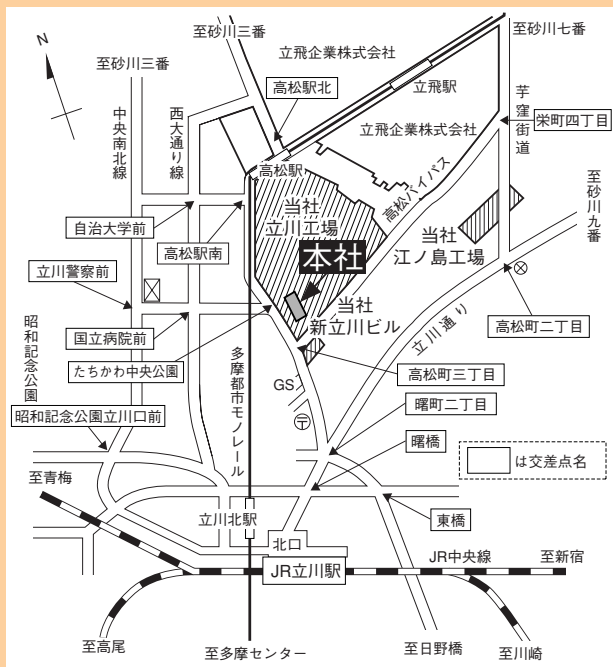 N
至砂川三番
至砂川三番
至砂川七番
立飛企業株式会社
高松駅北
立飛駅
立飛企業株式会社
芋窪街道
栄町四丁目
中央南北線
西大通り線
高松駅
高松バイパス
至砂川九番
自治大学前
高松駅南
当社
立川工場
本社
当社
江ノ島工場
立川警察前
国立病院前
たちかわ中央公園
当社
新立川ビル
立川通り
高松町二丁目
昭和記念公園
多摩都市モノレール
高松町三丁目
GS
曙町二丁目
昭和記念公園立川口前
曙橋
は交差点名
至青梅
立川北駅
東橋
北口
JR立川駅
JR中央線
至新宿
至高尾
至多摩センター
至日野橋
至川崎